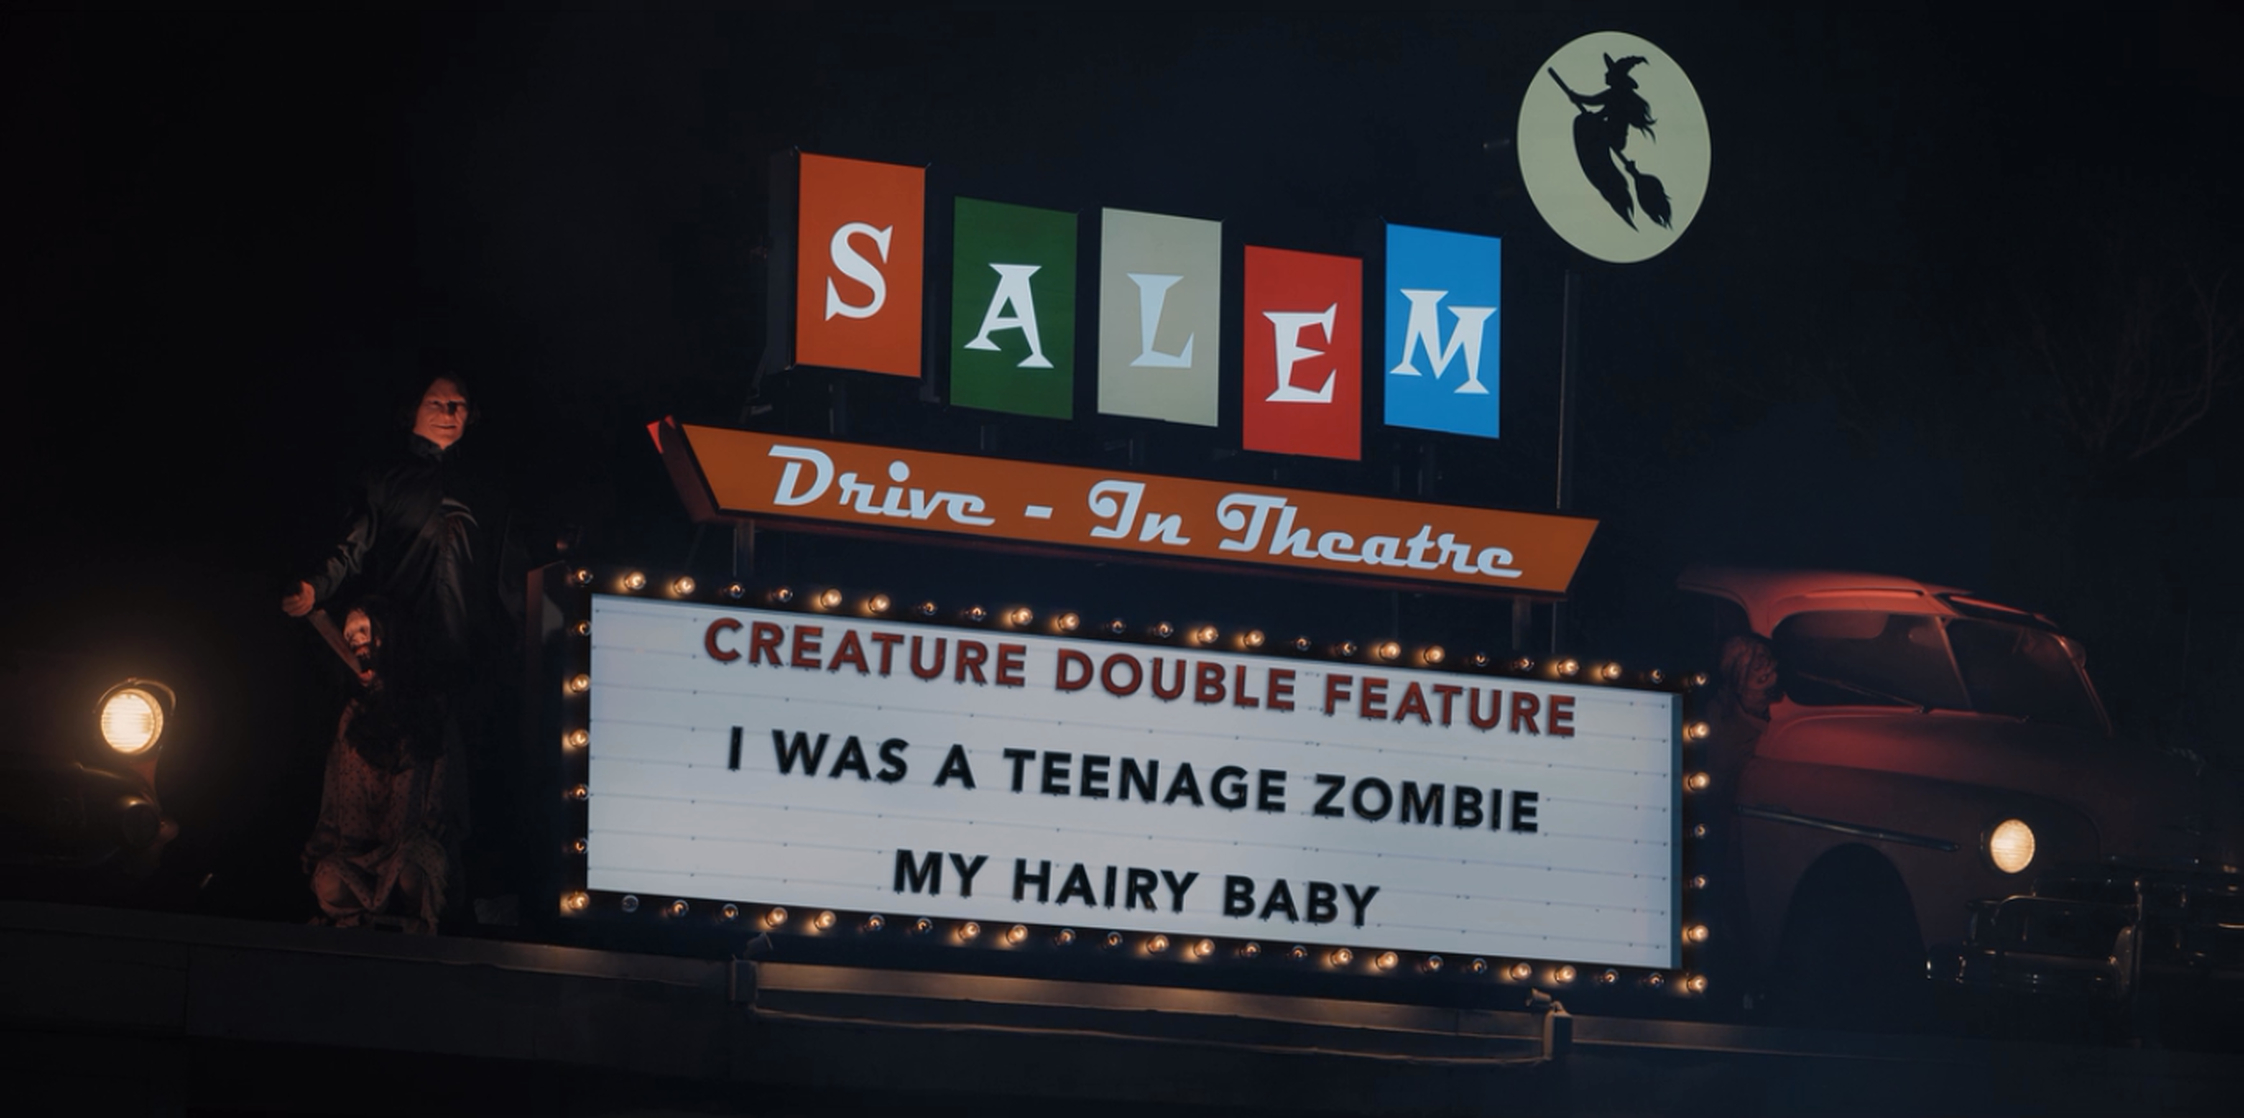 SALEM
Drive - In Theatre
CREATURE DOUBLE FEATURE
I WAS A TEENAGE ZOMBIE
MY HAIRY BABY